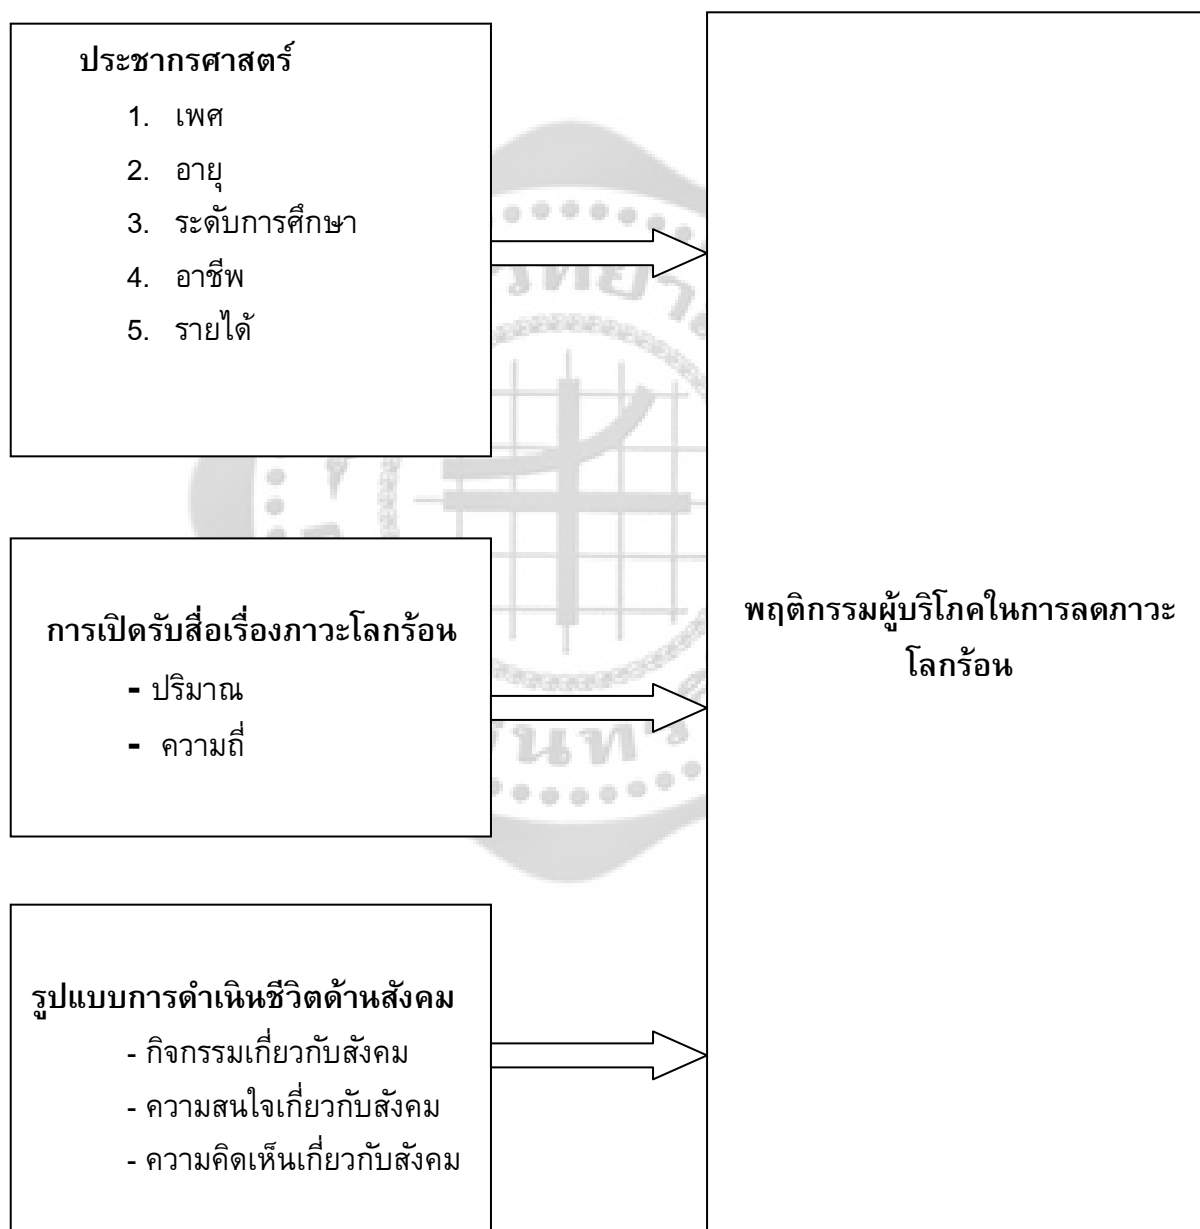 ประชากรศาสตร์
1. เพศ
2. อายุ
3. ระดับการศึกษา
4. อาชีพ
5. รายได้
การเปิดรับสื่อเรื่องภาวะโลกร้อน
- ปริมาณ
- ความถี่
รูปแบบการดำเนินชีวิตด้านสังคม
- กิจกรรมเกี่ยวกับสังคม
- ความสนใจเกี่ยวกับสังคม
- ความคิดเห็นเกี่ยวกับสังคม
พฤติกรรมผู้บริโภคในการลดภาวะ
โลกร้อน